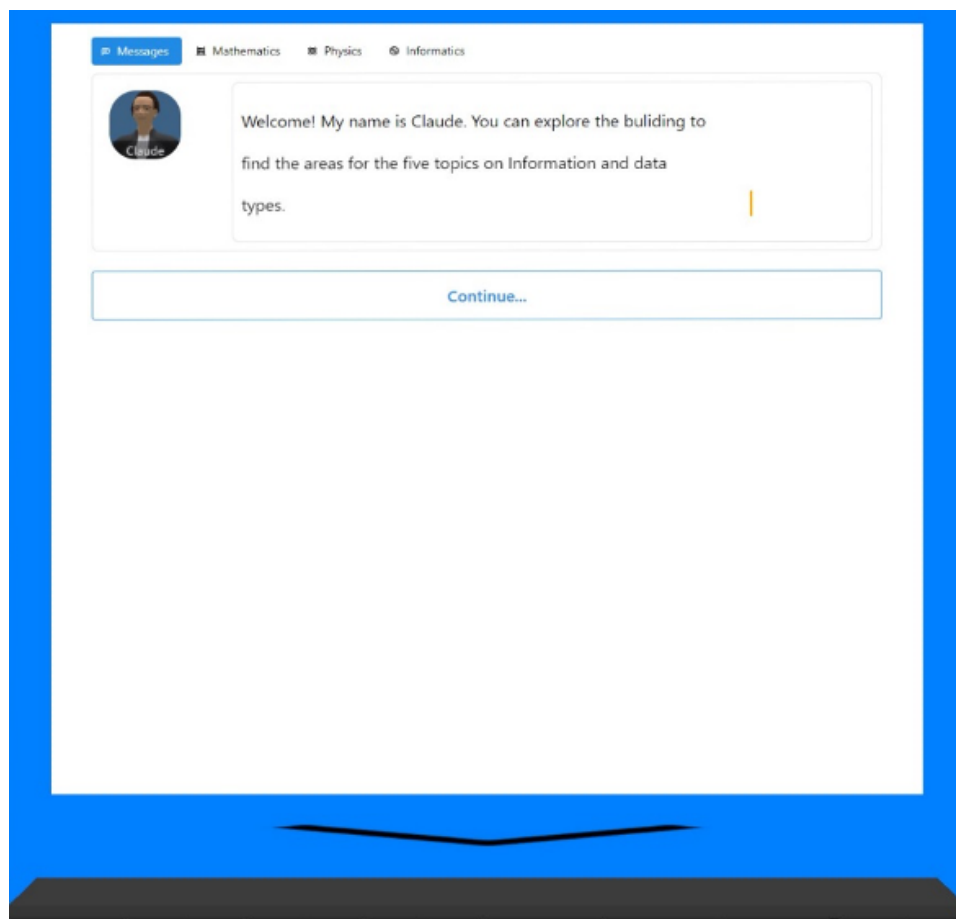 Messages Mathematics Physics Informatics
Claude
Welcome! My name is Claude. You can explore the buliding to
find the areas for the five topics on Information and data
types.
Continue...